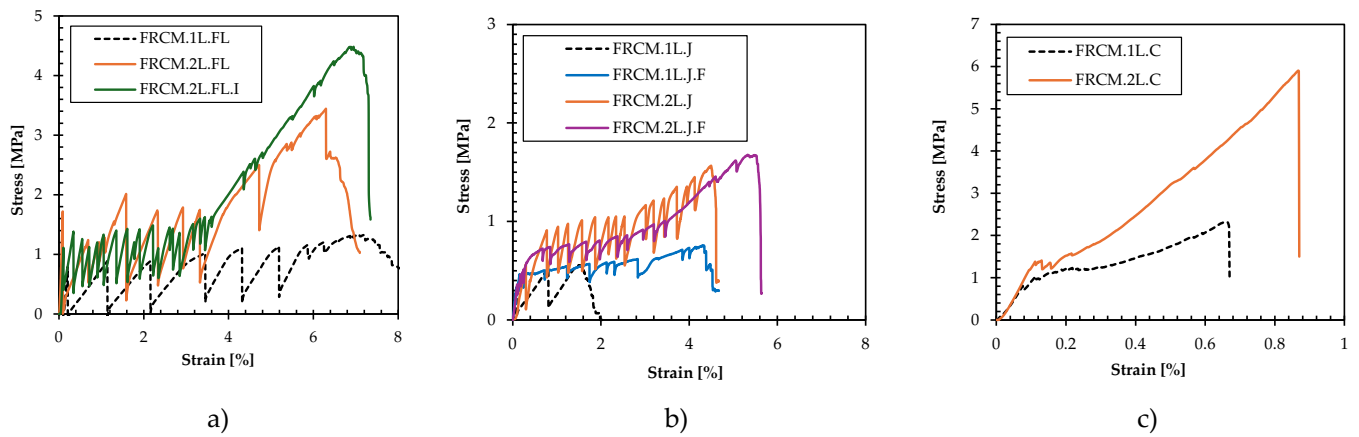 5
4
3
2
1
0
0
2
4
6
8
Stress [MPa]
Strain [%]
FRCM.1L.FL
FRCM.2L.FL
FRCM.2L.FL.I
a)
3
2
1
0
0
2
4
6
8
Stress [MPa]
Strain [%]
FRCM.1L.J
FRCM.1L.J.F
FRCM.2L.J
FRCM.2L.J.F
b)
7
6
5
4
3
2
1
0
0
0.2
0.4
0.6
0.8
1
Stress [MPa]
Strain [%]
FRCM.1L.C
FRCM.2L.C
c)